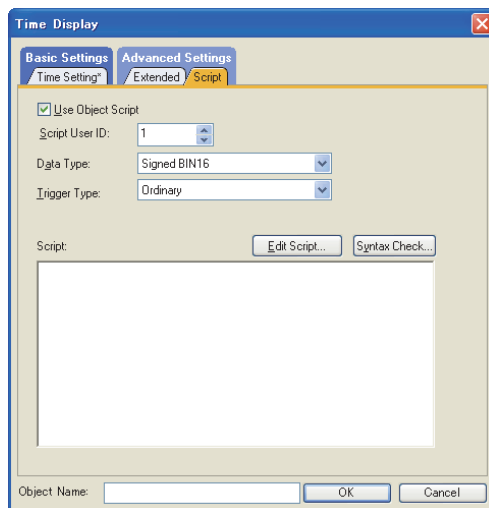 Time Display
Basic Settings Advanced Settings
Time Setting* Extended Script
Use Object Script
Script User ID: 1
Data Type: Signed BIN16
Trigger Type: Ordinary
Script: Edit Script... Syntax Check...
Object Name: OK Cancel